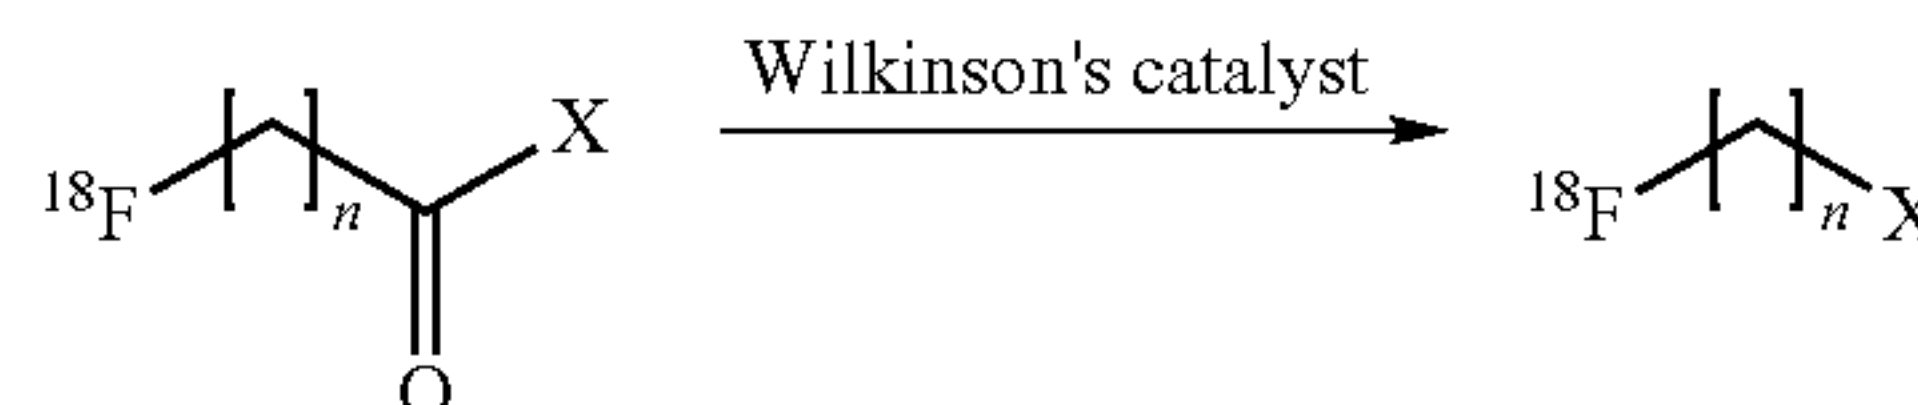 Wilkinson's catalyst
[ ] X [ ]
¹⁸F n ¹⁸F n X
O